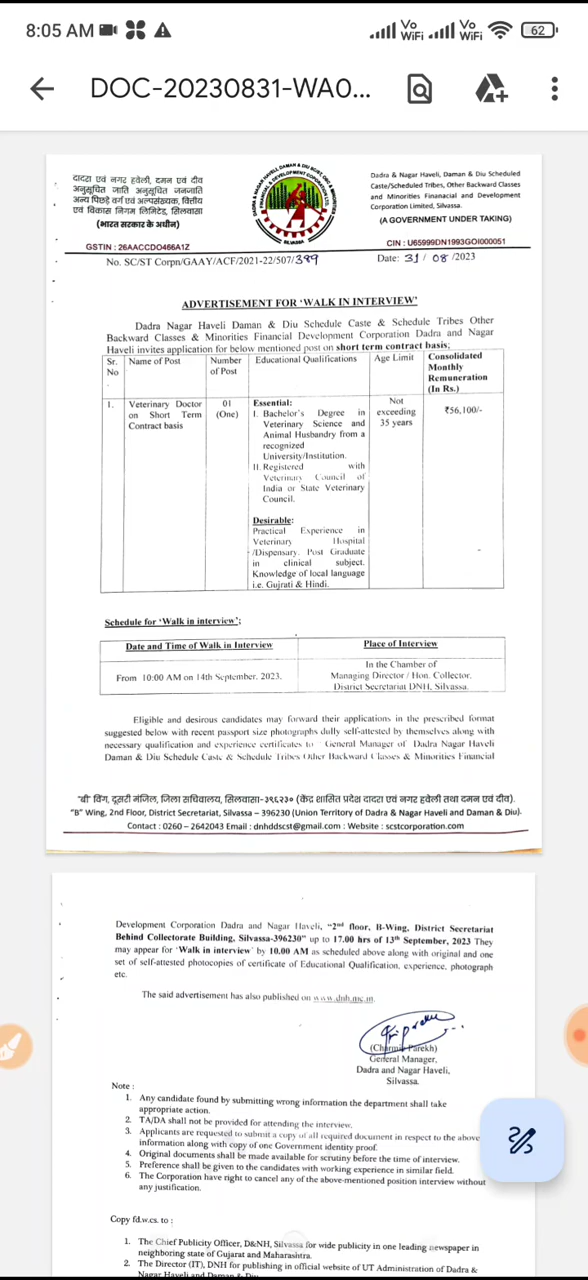 8:05 AM
Vo WiFi
Vo WiFi
62
DOC-20230831-WA0...
दादरा एवं नगर हवेली, दमन एवं दीव
अनुसूचित जाति अनुसूचित जनजाति
अन्य पिछड़े वर्ग एवं अल्पसंख्यक, वित्तीय
एवं विकास निगम लिमिटेड, सिलवासा
(भारत सरकार के अधीन)
GSTIN : 26AACCD0466A1Z
SILVASSA
Dadra & Nagar Haveli, Daman & Diu Scheduled
Caste/Scheduled Tribes, Other Backward Classes
and Minorities Finanacial and Development
Corporation Limited, Silvassa.
(A GOVERNMENT UNDER TAKING)
CIN : U65999DN1993GOI000051
No. SC/ST Corpn/GAAY/ACF/2021-22/507/399
Date: 31/ 08 /2023
ADVERTISEMENT FOR 'WALK IN INTERVIEW'
Dadra Nagar Haveli Daman & Diu Schedule Caste & Schedule Tribes Other
Backward Classes & Minorities Financial Development Corporation Dadra and Nagar
Haveli invites application for below mentioned post on short term contract basis;
Sr. No
Name of Post
Number of Post
Educational Qualifications
Age Limit
Consolidated Monthly Remuneration (In Rs.)
1.
Veterinary Doctor
on Short Term
Contract basis
01
(One)
Essential:
I. Bachelor's Degree in
Veterinary Science and
Animal Husbandry from a
recognized
University/Institution.
II. Registered with
Veterinary Council of
India or State Veterinary
Council.
Desirable:
Practical Experience in
Veterinary Hospital
/Dispensary. Post Graduate
in clinical subject.
Knowledge of local language
i.e. Gujrati & Hindi.
Not
exceeding
35 years
₹56,100/-
Schedule for 'Walk in interview';
Date and Time of Walk in Interview
Place of Interview
From 10:00 AM on 14th September, 2023.
In the Chamber of
Managing Director / Hon. Collector,
District Secretariat DNH, Silvassa.
Eligible and desirous candidates may forward their applications in the prescribed format
suggested below with recent passport size photographs dully self-attested by themselves along with
necessary qualification and experience certificates to General Manager of Dadra Nagar Haveli
Daman & Diu Schedule Caste & Schedule Tribes Other Backward Classes & Minorities Financial
"बी" विंग, दूसरी मंजिल, जिला सचिवालय, सिलवासा-३९६२३० (केंद्र शासित प्रदेश दादरा एवं नगर हवेली तथा दमन एवं दीव).
"B" Wing, 2nd Floor, District Secretariat, Silvassa – 396230 (Union Territory of Dadra & Nagar Haveli and Daman & Diu).
Contact : 0260 – 2642043 Email : dnhddscst@gmail.com : Website : scstcorporation.com
Development Corporation Dadra and Nagar Haveli, "2nd floor, B-Wing, District Secretariat
Behind Collectorate Building, Silvassa-396230" up to 17.00 hrs of 13th September, 2023 They
may appear for 'Walk in interview' by 10.00 AM as scheduled above along with original and one
set of self-attested photocopies of certificate of Educational Qualification, experience, photograph
etc.
The said advertisement has also published on www.dnh.nic.in.
(Charmie Parekh)
General Manager,
Dadra and Nagar Haveli,
Silvassa.
Note :
1. Any candidate found by submitting wrong information the department shall take
appropriate action.
2. TA/DA shall not be provided for attending the interview.
3. Applicants are requested to submit a copy of all required document in respect to the above
information along with copy of one Government identity proof.
4. Original documents shall be made available for scrutiny before the time of interview.
5. Preference shall be given to the candidates with working experience in similar field.
6. The Corporation have right to cancel any of the above-mentioned position interview without
any justification.
Copy fd.w.cs. to :
1. The Chief Publicity Officer, D&NH, Silvassa for wide publicity in one leading newspaper in
neighboring state of Gujarat and Maharashtra.
2. The Director (IT), DNH for publishing in official website of UT Administration of Dadra &
Nagar Haveli and Daman & Diu.